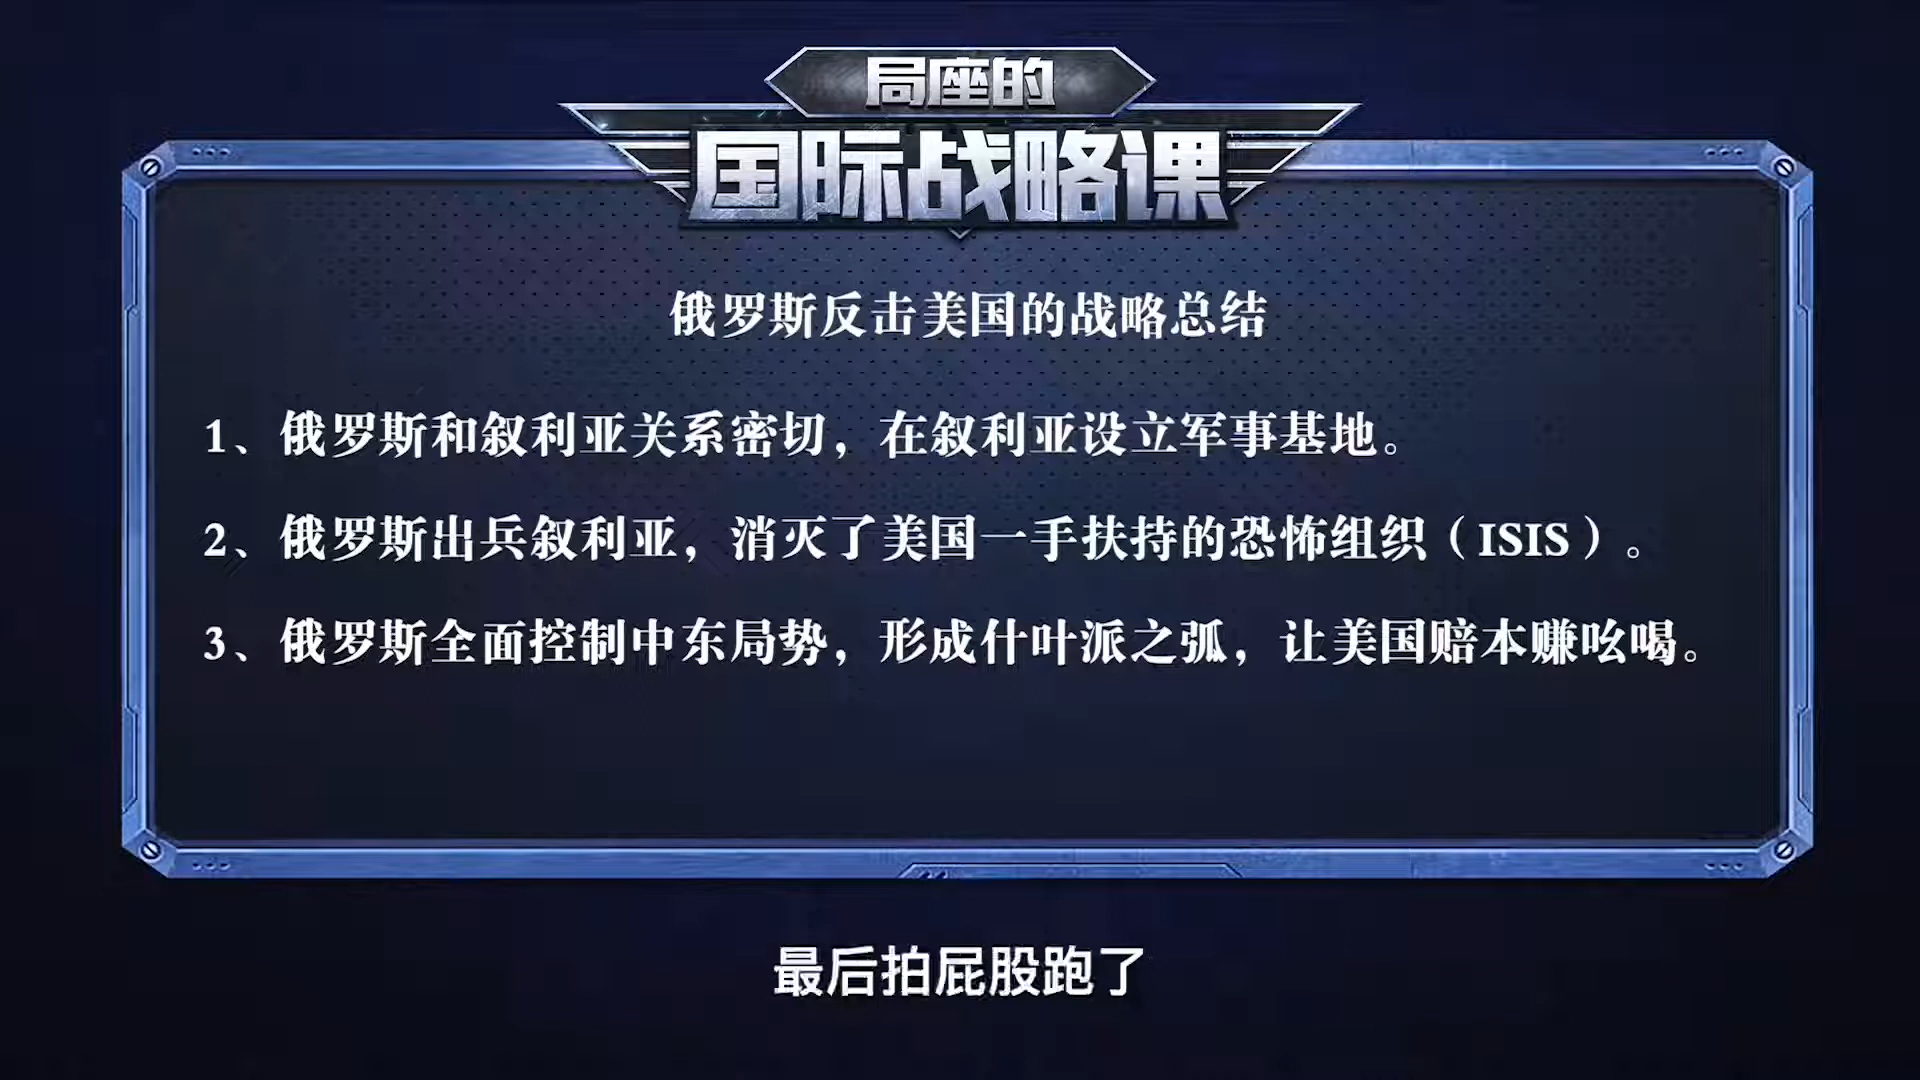 局座的
国际战略课
俄罗斯反击美国的战略总结
1、俄罗斯和叙利亚关系密切，在叙利亚设立军事基地。
2、俄罗斯出兵叙利亚，消灭了美国一手扶持的恐怖组织（ISIS）。
3、俄罗斯全面控制中东局势，形成什叶派之弧，让美国赔本赚吆喝。
最后拍屁股跑了